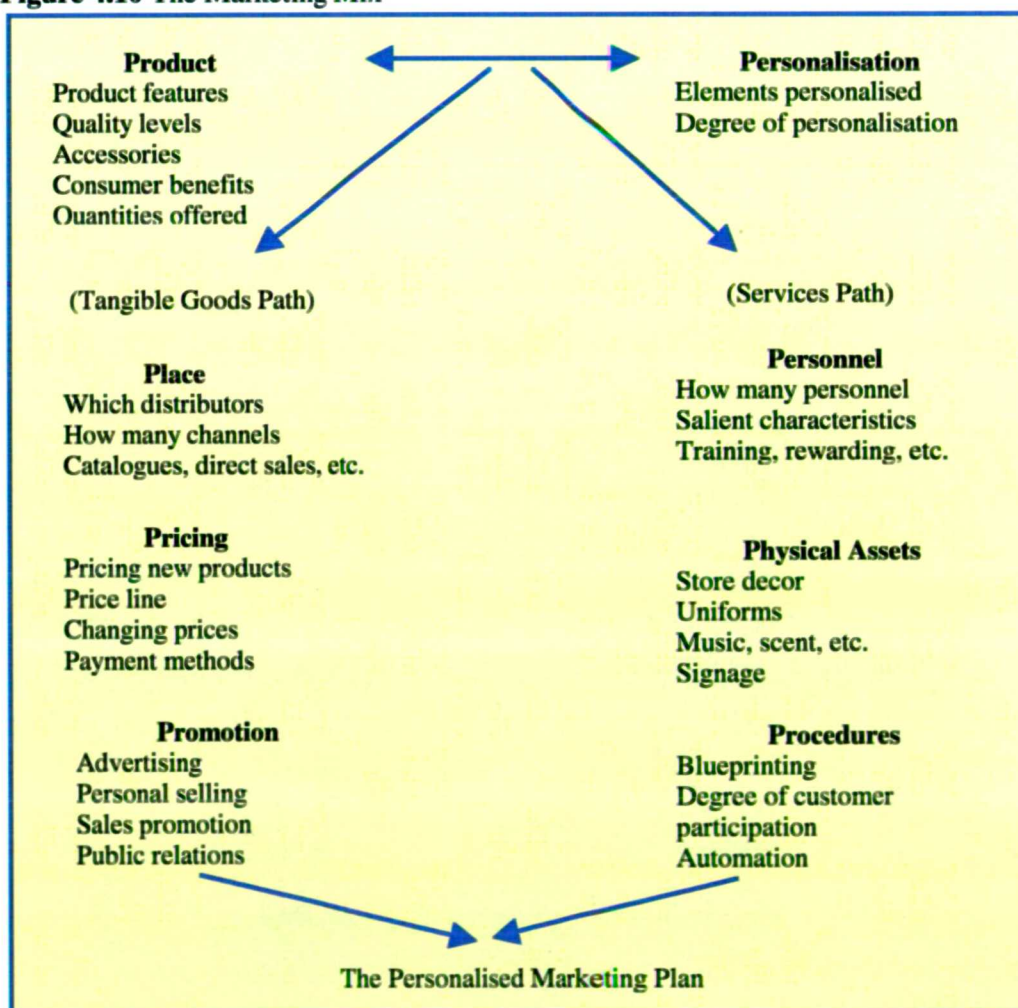 Product
Product features
Quality levels
Accessories
Consumer benefits
Quantities offered
Personalisation
Elements personalised
Degree of personalisation
(Tangible Goods Path)
(Services Path)
Place
Which distributors
How many channels
Catalogues, direct sales, etc.
Personnel
How many personnel
Salient characteristics
Training, rewarding, etc.
Pricing
Pricing new products
Price line
Changing prices
Payment methods
Physical Assets
Store decor
Uniforms
Music, scent, etc.
Signage
Promotion
Advertising
Personal selling
Sales promotion
Public relations
Procedures
Blueprinting
Degree of customer
participation
Automation
The Personalised Marketing Plan